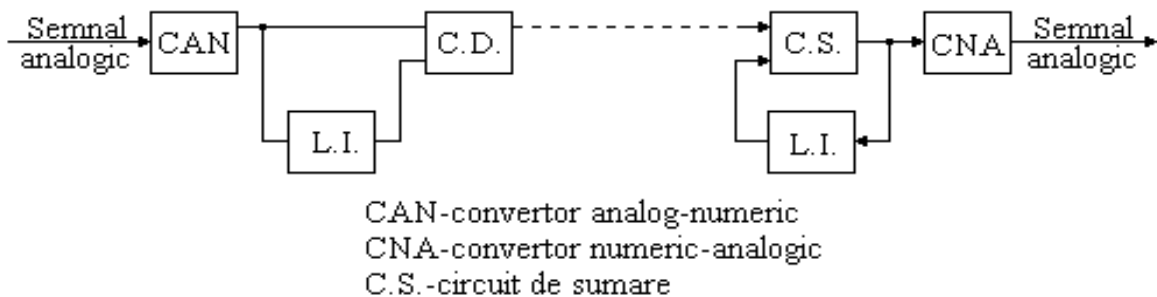 Semnal
analogic
CAN
C.D.
C.S.
CNA
Semnal
analogic
L.I.
L.I.
CAN-convertor analog-numeric
CNA-convertor numeric-analogic
C.S.-circuit de sumare